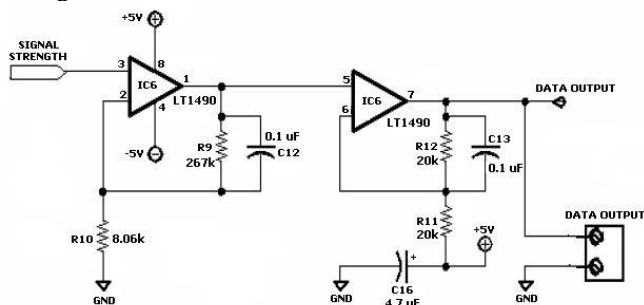 +5V
SIGNAL
STRENGTH
3
8
IC6
1
LT1490
2
4
-5V
R9
267k
0.1 uF
C12
R10
8.06k
GND
5
IC6
7
LT1490
6
DATA OUTPUT
R12
20k
C13
0.1 uF
R11
20k
+5V
+
C16
4.7 uF
GND
DATA OUTPUT
GND